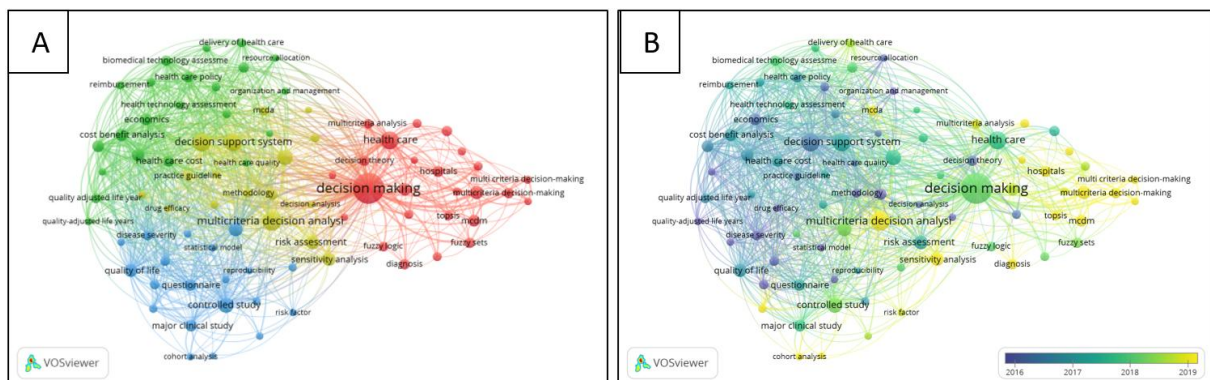 A
delivery of health care
biomedical technology assessme
resource allocation
reimbursement
health care policy
organization and management
health technology assessment
mcda
economics
multicriteria analysis
cost benefit analysis
decision support system
health care
health care cost
health care quality
decision theory
practice guideline
hospitals
multi criteria decision-making
decision making
quality adjusted life year
methodology
multicriteria decision-making
drug efficacy
decision analysis
quality-adjusted life years
multicriteria decision analysi
topsis
mcdm
disease severity
statistical model
risk assessment
fuzzy logic
fuzzy sets
sensitivity analysis
diagnosis
quality of life
reproducibility
questionnaire
controlled study
risk factor
major clinical study
cohort analysis
VOSviewer
B
delivery of health care
biomedical technology assessme
resource allocation
reimbursement
health care policy
organization and management
health technology assessment
mcda
economics
multicriteria analysis
cost benefit analysis
decision support system
health care
health care cost
health care quality
decision theory
practice guideline
hospitals
multi criteria decision-making
decision making
quality adjusted life year
methodology
multicriteria decision-making
drug efficacy
decision analysis
quality-adjusted life years
multicriteria decision analysi
topsis
mcdm
disease severity
statistical model
risk assessment
fuzzy logic
fuzzy sets
sensitivity analysis
diagnosis
quality of life
reproducibility
questionnaire
controlled study
risk factor
major clinical study
cohort analysis
VOSviewer
2016 2017 2018 2019